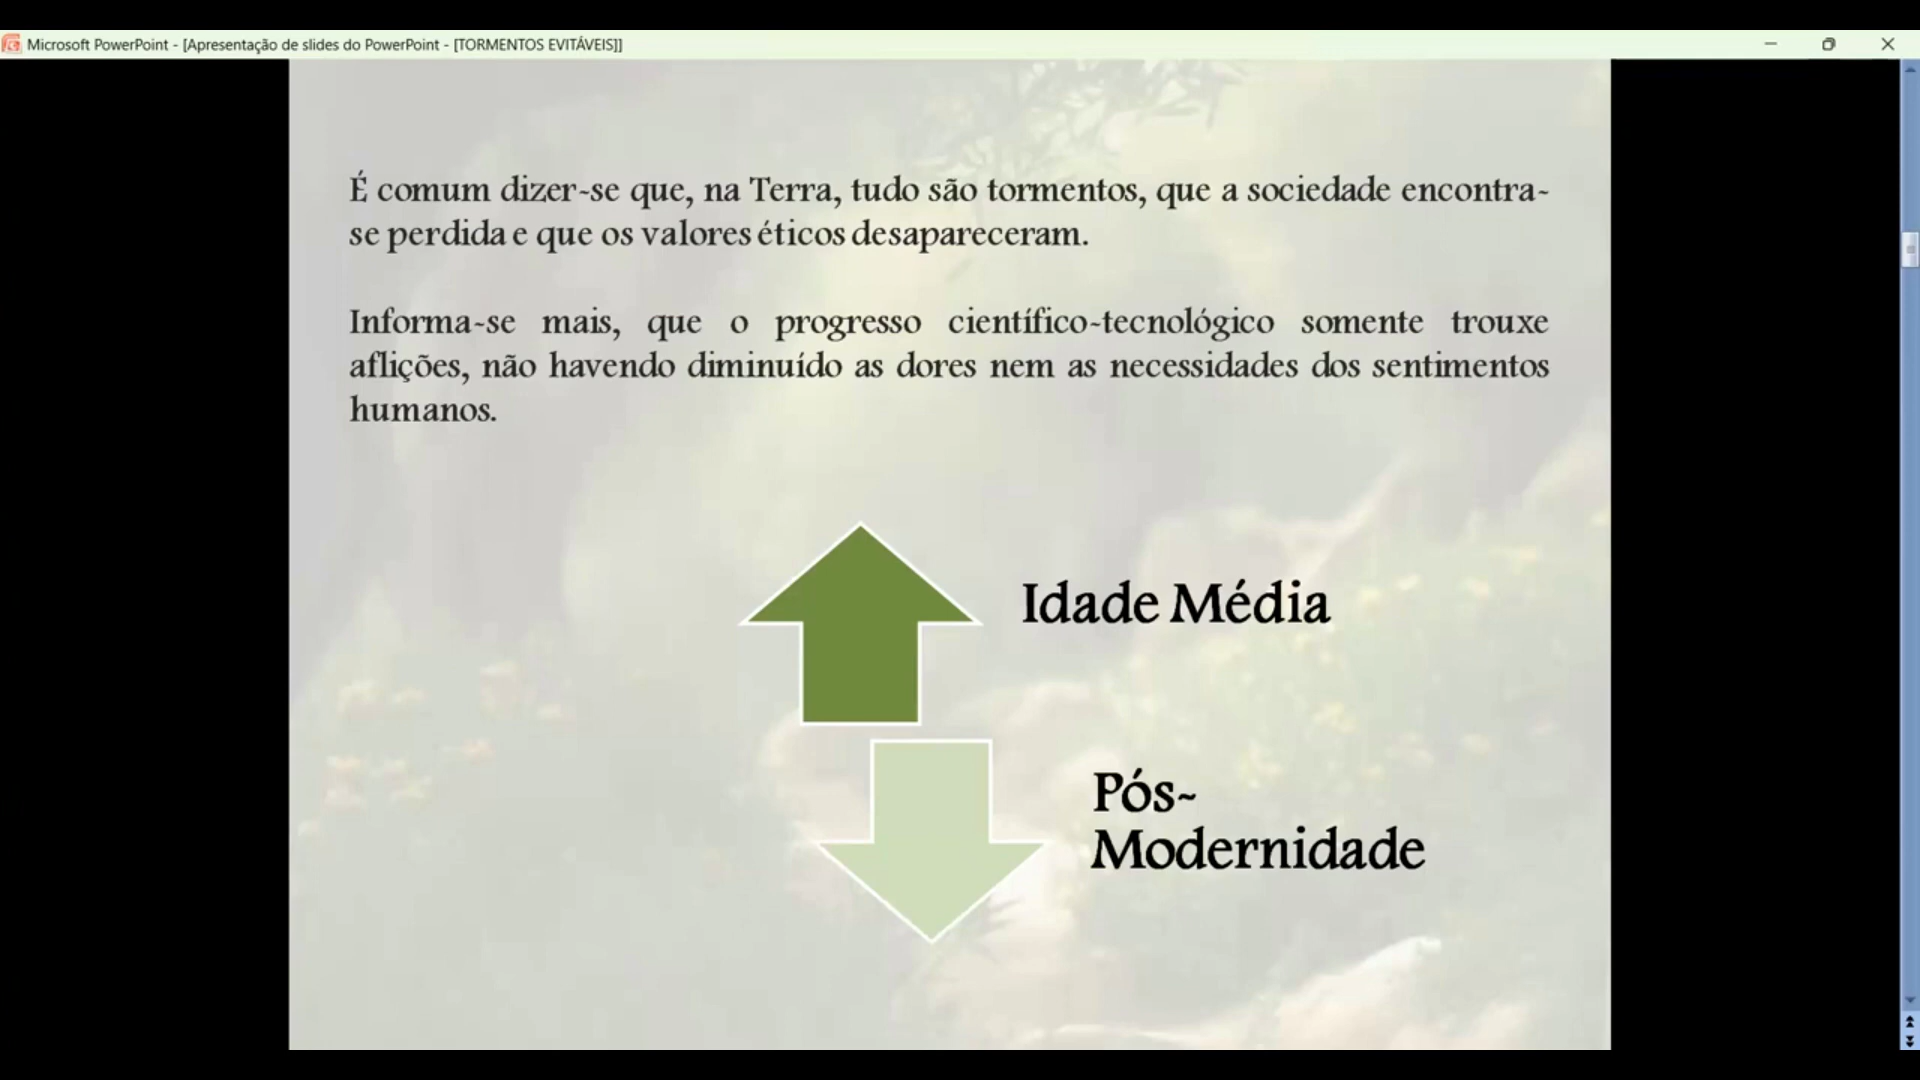 Microsoft PowerPoint - [Apresentação de slides do PowerPoint - [TORMENTOS EVITÁVEIS]]
É comum dizer-se que, na Terra, tudo são tormentos, que a sociedade encontra-
se perdida e que os valores éticos desapareceram.
Informa-se mais, que o progresso científico-tecnológico somente trouxe
aflições, não havendo diminuído as dores nem as necessidades dos sentimentos
humanos.
Idade Média
Pós-
Modernidade